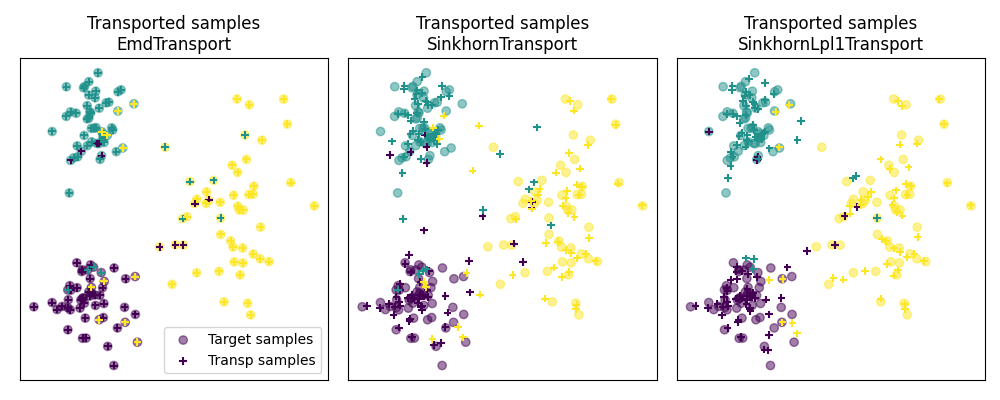 Transported samples
EmdTransport
Transported samples
SinkhornTransport
Transported samples
SinkhornLpl1Transport
Target samples
Transp samples